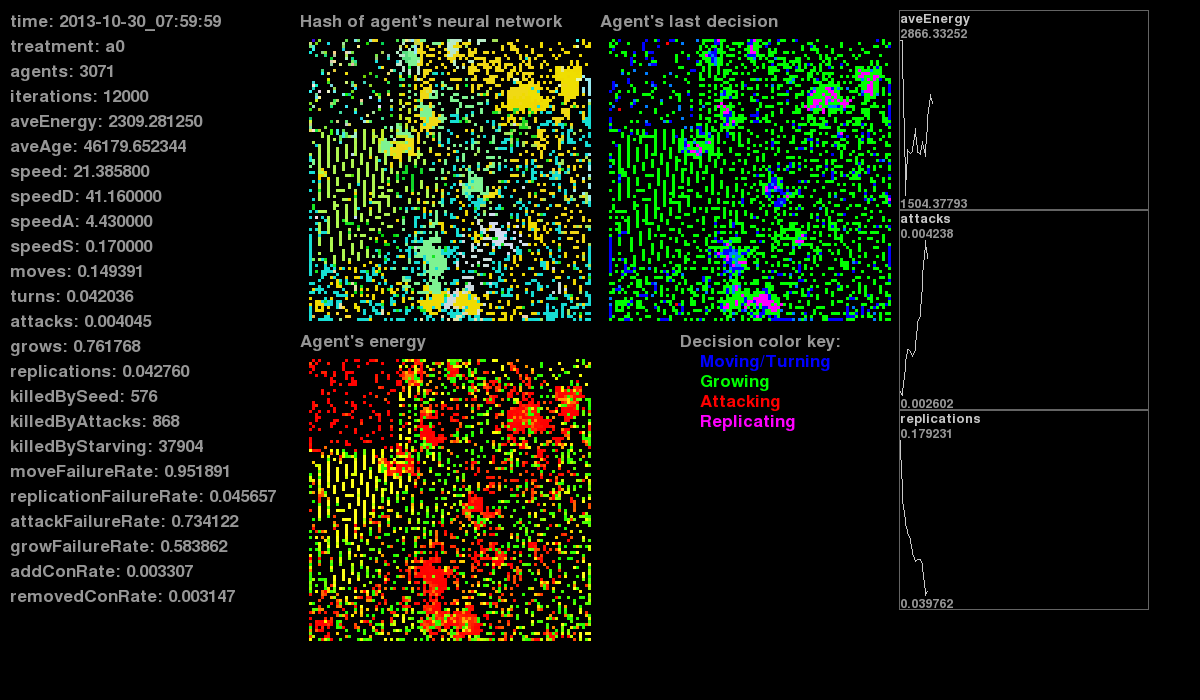 time: 2013-10-30_07:59:59
treatment: a0
agents: 3071
iterations: 12000
aveEnergy: 2309.281250
aveAge: 46179.652344
speed: 21.385800
speedD: 41.160000
speedA: 4.430000
speedS: 0.170000
moves: 0.149391
turns: 0.042036
attacks: 0.004045
grows: 0.761768
replications: 0.042760
killedBySeed: 576
killedByAttacks: 868
killedByStarving: 37904
moveFailureRate: 0.951891
replicationFailureRate: 0.045657
attackFailureRate: 0.734122
growFailureRate: 0.583862
addConRate: 0.003307
removedConRate: 0.003147
Hash of agent's neural network
Agent's last decision
Agent's energy
Decision color key:
Moving/Turning
Growing
Attacking
Replicating
aveEnergy
2866.33252
1504.37793
attacks
0.004238
0.002602
replications
0.179231
0.039762